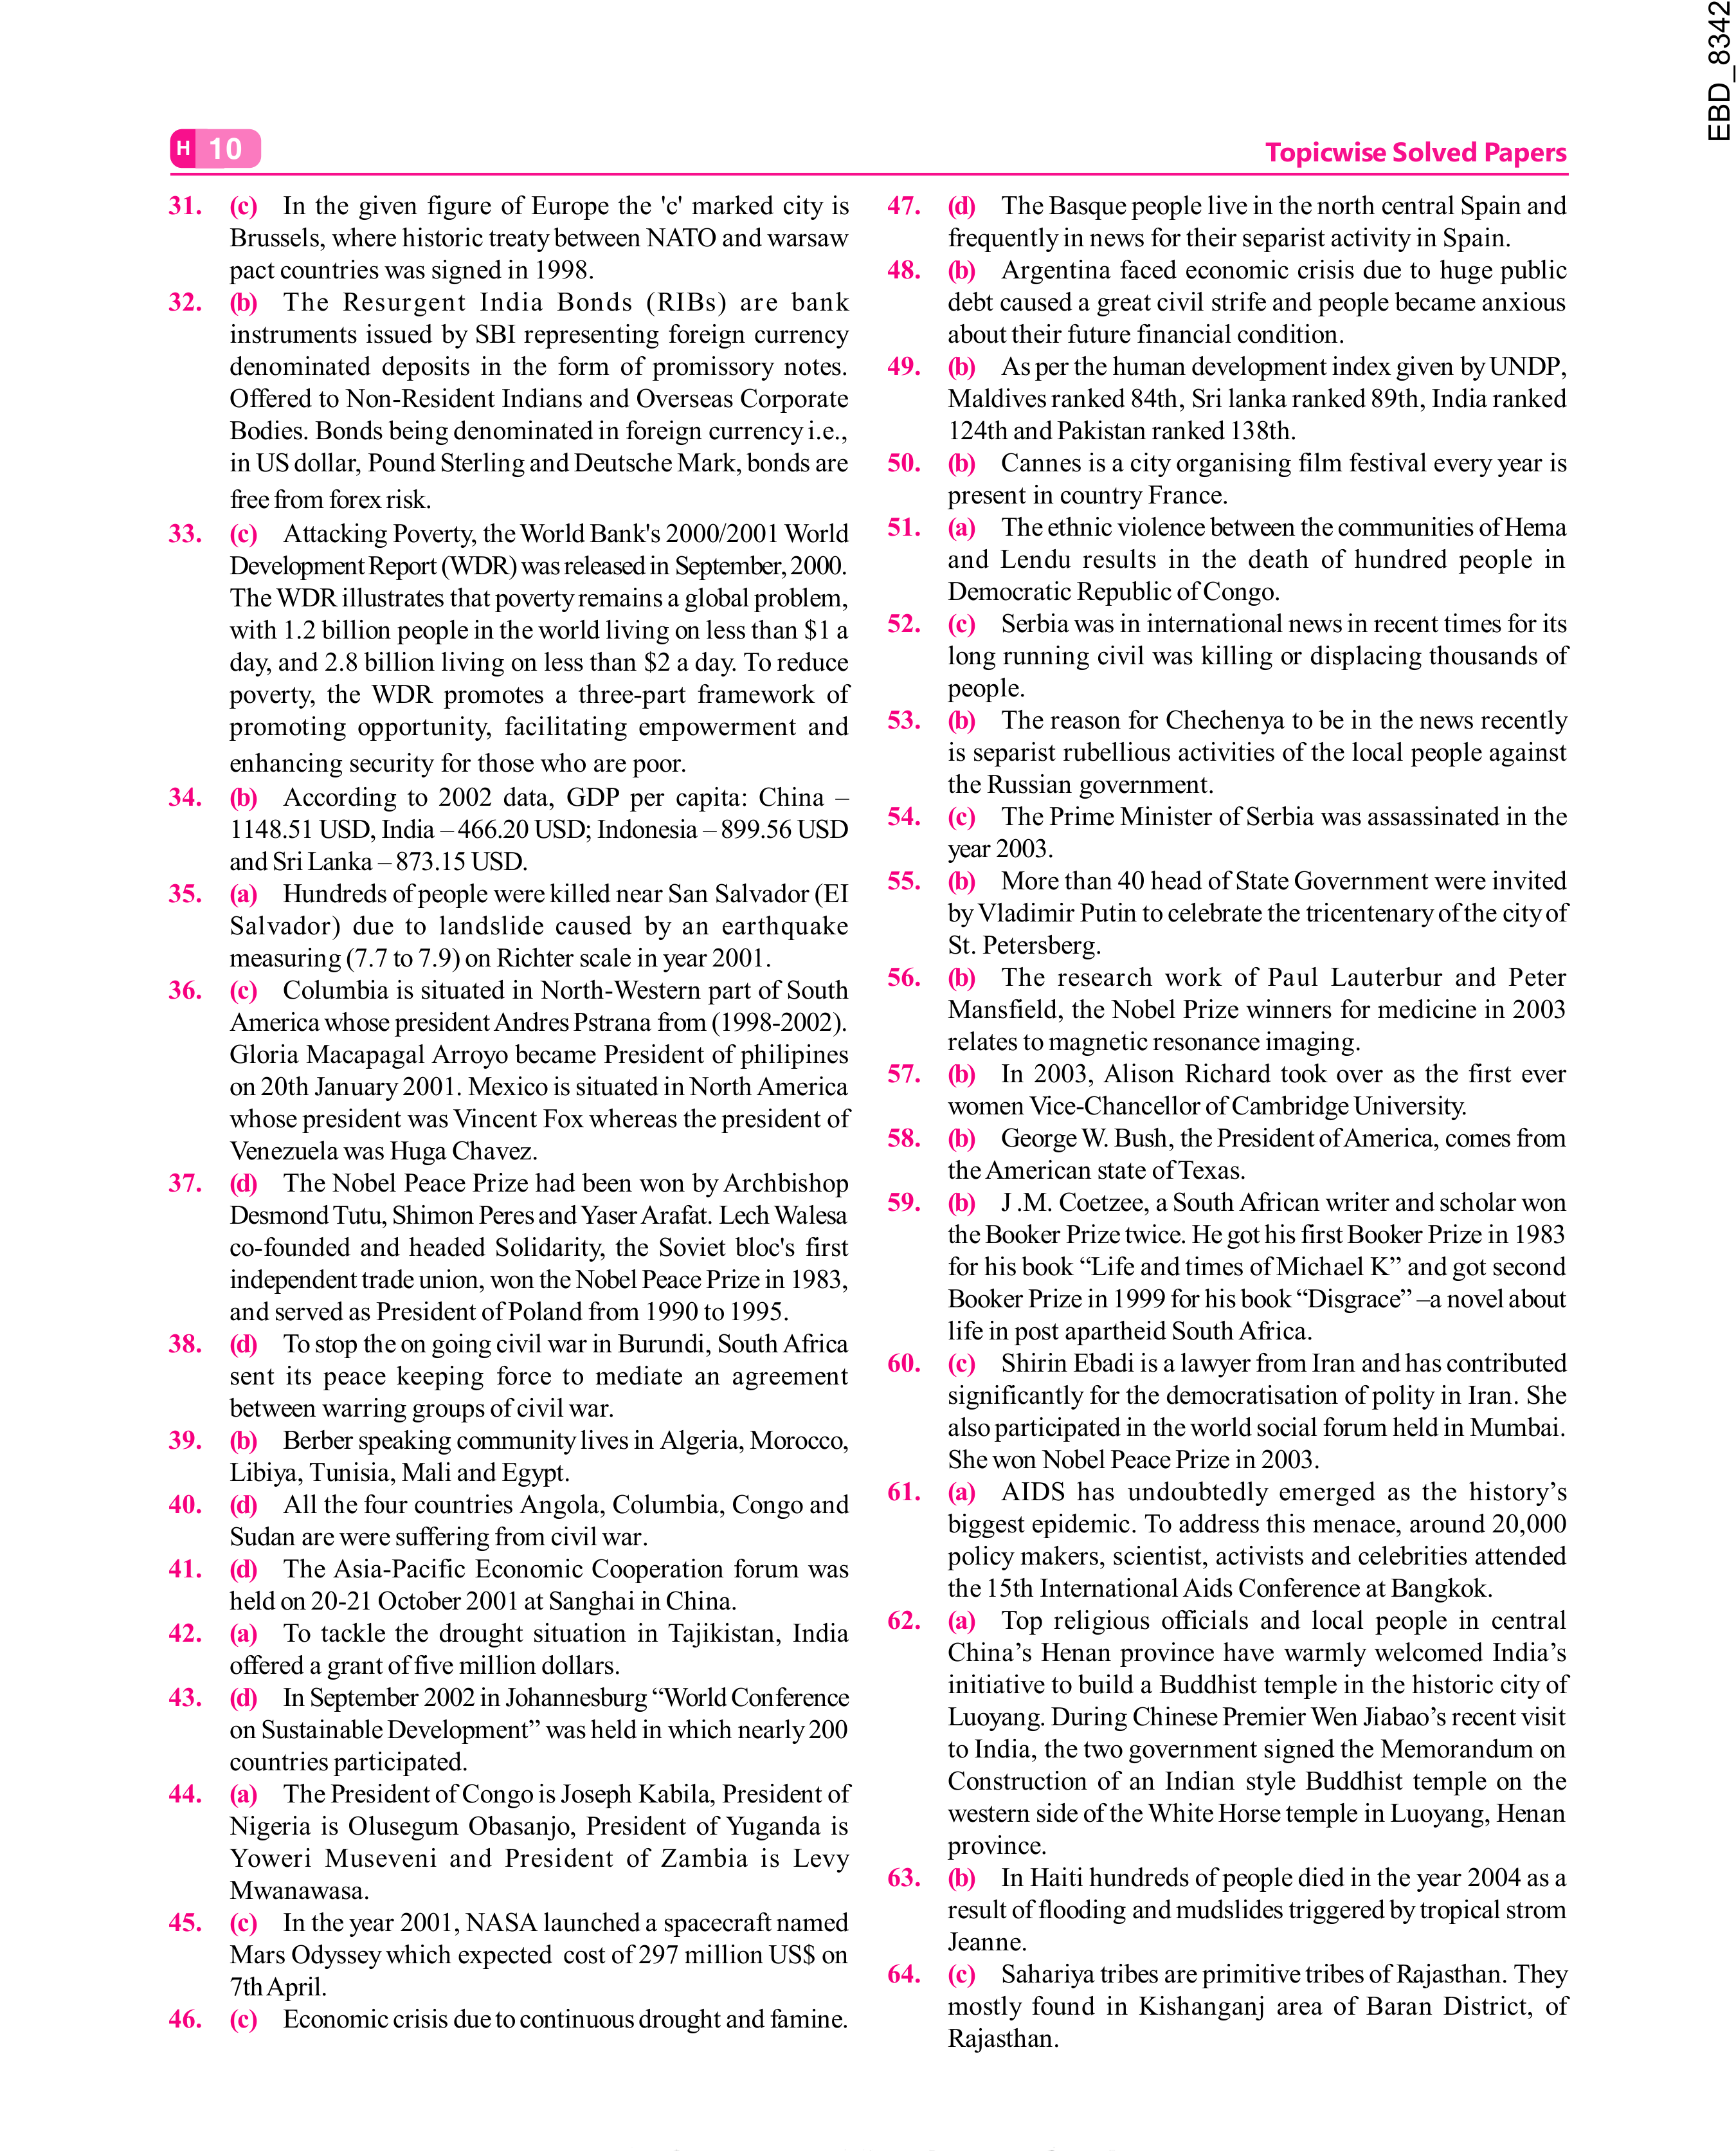 EBD_8342
H 10
Topicwise Solved Papers
31. (c) In the given figure of Europe the 'c' marked city is
Brussels, where historic treaty between NATO and warsaw
pact countries was signed in 1998.
32. (b) The Resurgent India Bonds (RIBs) are bank
instruments issued by SBI representing foreign currency
denominated deposits in the form of promissory notes.
Offered to Non-Resident Indians and Overseas Corporate
Bodies. Bonds being denominated in foreign currency i.e.,
in US dollar, Pound Sterling and Deutsche Mark, bonds are
free from forex risk.
33. (c) Attacking Poverty, the World Bank's 2000/2001 World
Development Report (WDR) was released in September, 2000.
The WDR illustrates that poverty remains a global problem,
with 1.2 billion people in the world living on less than $1 a
day, and 2.8 billion living on less than $2 a day. To reduce
poverty, the WDR promotes a three-part framework of
promoting opportunity, facilitating empowerment and
enhancing security for those who are poor.
34. (b) According to 2002 data, GDP per capita: China –
1148.51 USD, India – 466.20 USD; Indonesia – 899.56 USD
and Sri Lanka – 873.15 USD.
35. (a) Hundreds of people were killed near San Salvador (EI
Salvador) due to landslide caused by an earthquake
measuring (7.7 to 7.9) on Richter scale in year 2001.
36. (c) Columbia is situated in North-Western part of South
America whose president Andres Pstrana from (1998-2002).
Gloria Macapagal Arroyo became President of philipines
on 20th January 2001. Mexico is situated in North America
whose president was Vincent Fox whereas the president of
Venezuela was Huga Chavez.
37. (d) The Nobel Peace Prize had been won by Archbishop
Desmond Tutu, Shimon Peres and Yaser Arafat. Lech Walesa
co-founded and headed Solidarity, the Soviet bloc's first
independent trade union, won the Nobel Peace Prize in 1983,
and served as President of Poland from 1990 to 1995.
38. (d) To stop the on going civil war in Burundi, South Africa
sent its peace keeping force to mediate an agreement
between warring groups of civil war.
39. (b) Berber speaking community lives in Algeria, Morocco,
Libiya, Tunisia, Mali and Egypt.
40. (d) All the four countries Angola, Columbia, Congo and
Sudan are were suffering from civil war.
41. (d) The Asia-Pacific Economic Cooperation forum was
held on 20-21 October 2001 at Sanghai in China.
42. (a) To tackle the drought situation in Tajikistan, India
offered a grant of five million dollars.
43. (d) In September 2002 in Johannesburg “World Conference
on Sustainable Development” was held in which nearly 200
countries participated.
44. (a) The President of Congo is Joseph Kabila, President of
Nigeria is Olusegum Obasanjo, President of Yuganda is
Yoweri Museveni and President of Zambia is Levy
Mwanawasa.
45. (c) In the year 2001, NASA launched a spacecraft named
Mars Odyssey which expected cost of 297 million US$ on
7th April.
46. (c) Economic crisis due to continuous drought and famine.
47. (d) The Basque people live in the north central Spain and
frequently in news for their separist activity in Spain.
48. (b) Argentina faced economic crisis due to huge public
debt caused a great civil strife and people became anxious
about their future financial condition.
49. (b) As per the human development index given by UNDP,
Maldives ranked 84th, Sri lanka ranked 89th, India ranked
124th and Pakistan ranked 138th.
50. (b) Cannes is a city organising film festival every year is
present in country France.
51. (a) The ethnic violence between the communities of Hema
and Lendu results in the death of hundred people in
Democratic Republic of Congo.
52. (c) Serbia was in international news in recent times for its
long running civil was killing or displacing thousands of
people.
53. (b) The reason for Chechenya to be in the news recently
is separist rubellious activities of the local people against
the Russian government.
54. (c) The Prime Minister of Serbia was assassinated in the
year 2003.
55. (b) More than 40 head of State Government were invited
by Vladimir Putin to celebrate the tricentenary of the city of
St. Petersberg.
56. (b) The research work of Paul Lauterbur and Peter
Mansfield, the Nobel Prize winners for medicine in 2003
relates to magnetic resonance imaging.
57. (b) In 2003, Alison Richard took over as the first ever
women Vice-Chancellor of Cambridge University.
58. (b) George W. Bush, the President of America, comes from
the American state of Texas.
59. (b) J .M. Coetzee, a South African writer and scholar won
the Booker Prize twice. He got his first Booker Prize in 1983
for his book “Life and times of Michael K” and got second
Booker Prize in 1999 for his book “Disgrace” –a novel about
life in post apartheid South Africa.
60. (c) Shirin Ebadi is a lawyer from Iran and has contributed
significantly for the democratisation of polity in Iran. She
also participated in the world social forum held in Mumbai.
She won Nobel Peace Prize in 2003.
61. (a) AIDS has undoubtedly emerged as the history’s
biggest epidemic. To address this menace, around 20,000
policy makers, scientist, activists and celebrities attended
the 15th International Aids Conference at Bangkok.
62. (a) Top religious officials and local people in central
China’s Henan province have warmly welcomed India’s
initiative to build a Buddhist temple in the historic city of
Luoyang. During Chinese Premier Wen Jiabao’s recent visit
to India, the two government signed the Memorandum on
Construction of an Indian style Buddhist temple on the
western side of the White Horse temple in Luoyang, Henan
province.
63. (b) In Haiti hundreds of people died in the year 2004 as a
result of flooding and mudslides triggered by tropical strom
Jeanne.
64. (c) Sahariya tribes are primitive tribes of Rajasthan. They
mostly found in Kishanganj area of Baran District, of
Rajasthan.